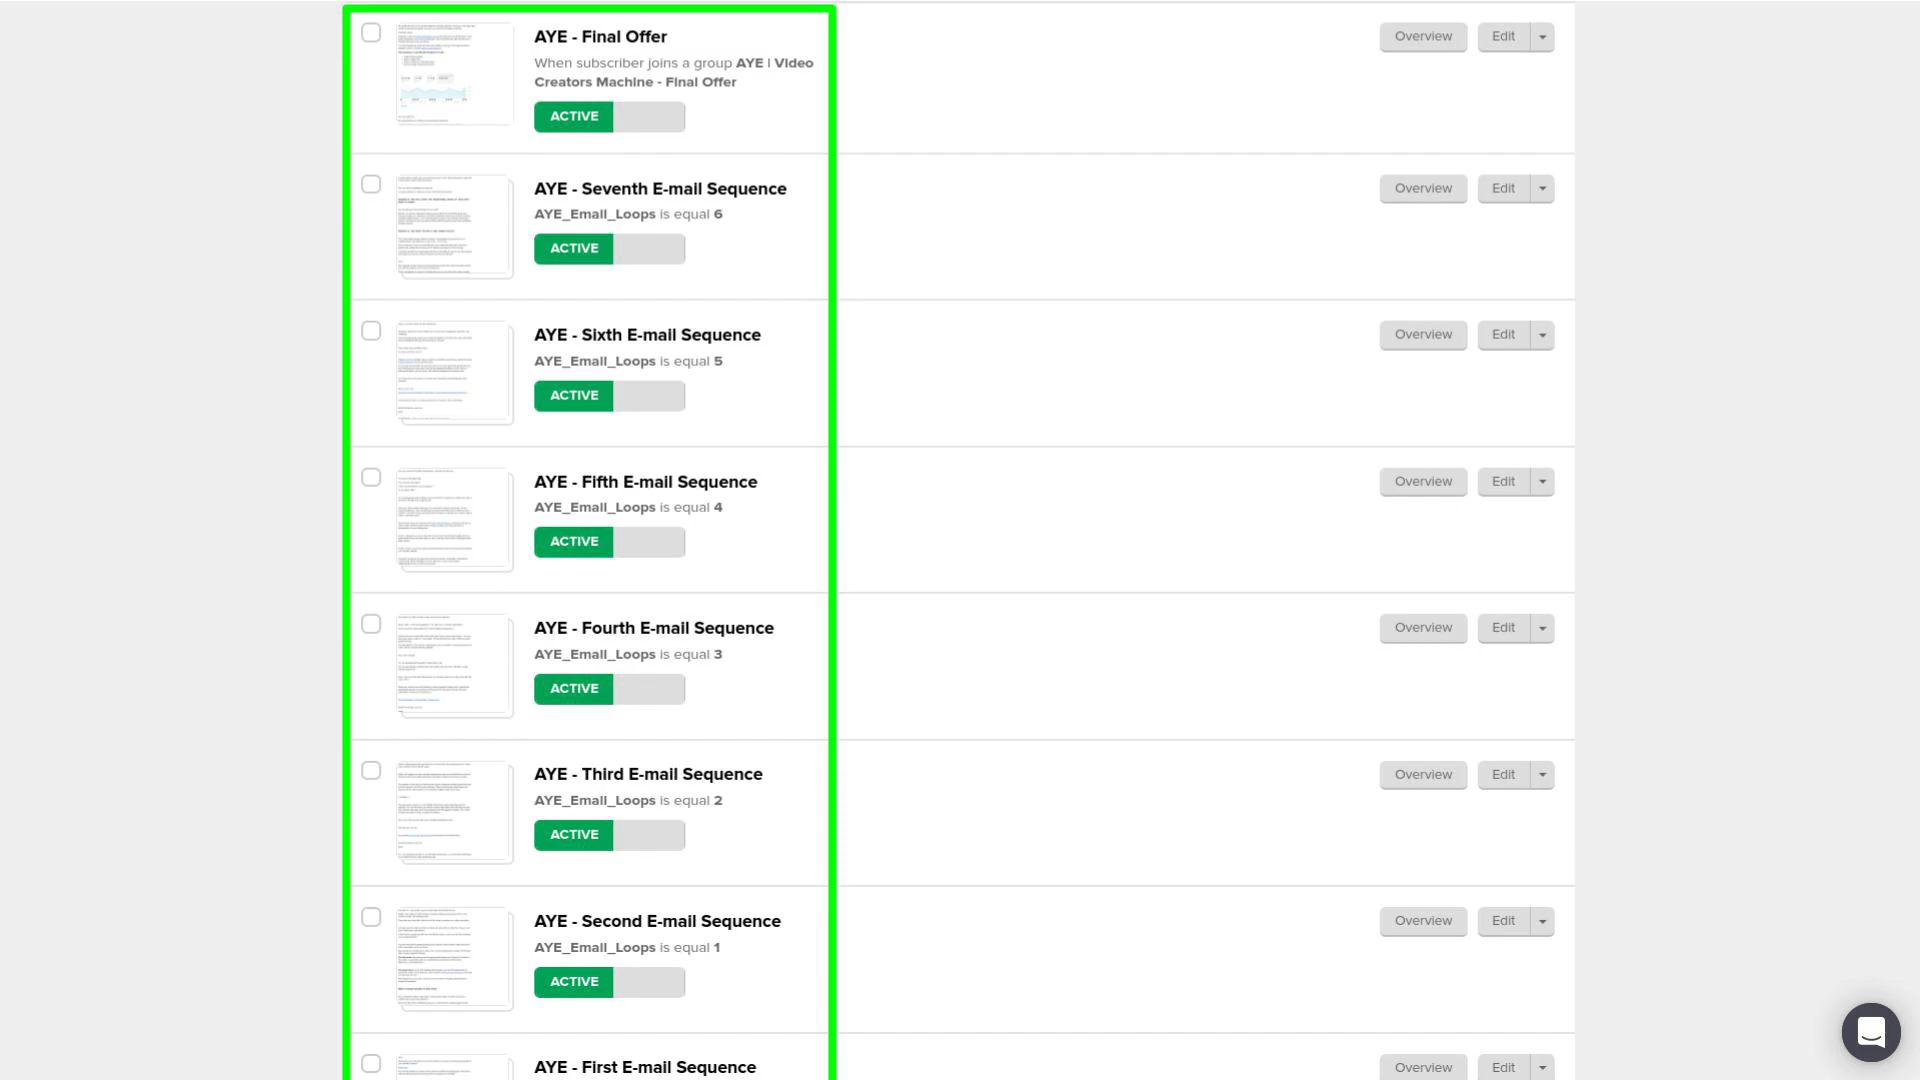 AYE - Final Offer
When subscriber joins a group AYE | Video
Creators Machine - Final Offer
ACTIVE
Overview
Edit
AYE - Seventh E-mail Sequence
AYE_Email_Loops is equal 6
ACTIVE
Overview
Edit
AYE - Sixth E-mail Sequence
AYE_Email_Loops is equal 5
ACTIVE
Overview
Edit
AYE - Fifth E-mail Sequence
AYE_Email_Loops is equal 4
ACTIVE
Overview
Edit
AYE - Fourth E-mail Sequence
AYE_Email_Loops is equal 3
ACTIVE
Overview
Edit
AYE - Third E-mail Sequence
AYE_Email_Loops is equal 2
ACTIVE
Overview
Edit
AYE - Second E-mail Sequence
AYE_Email_Loops is equal 1
ACTIVE
Overview
Edit
AYE - First E-mail Sequence
Overview
Edit